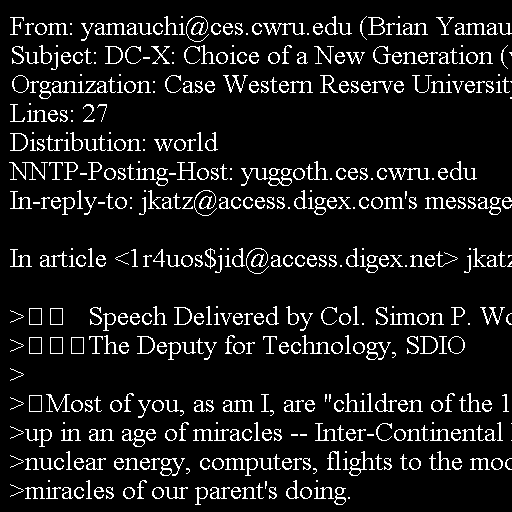 From: yamauchi@ces.cwru.edu (Brian Yamau
Subject: DC-X: Choice of a New Generation (
Organization: Case Western Reserve University
Lines: 27
Distribution: world
NNTP-Posting-Host: yuggoth.ces.cwru.edu
In-reply-to: jkatz@access.digex.com's message

In article <1r4uos$jid@access.digex.net> jkatz

>□□ Speech Delivered by Col. Simon P. Wo
>□□□The Deputy for Technology, SDIO
>
>□Most of you, as am I, are "children of the 1
>up in an age of miracles -- Inter-Continental
>nuclear energy, computers, flights to the moo
>miracles of our parent's doing.